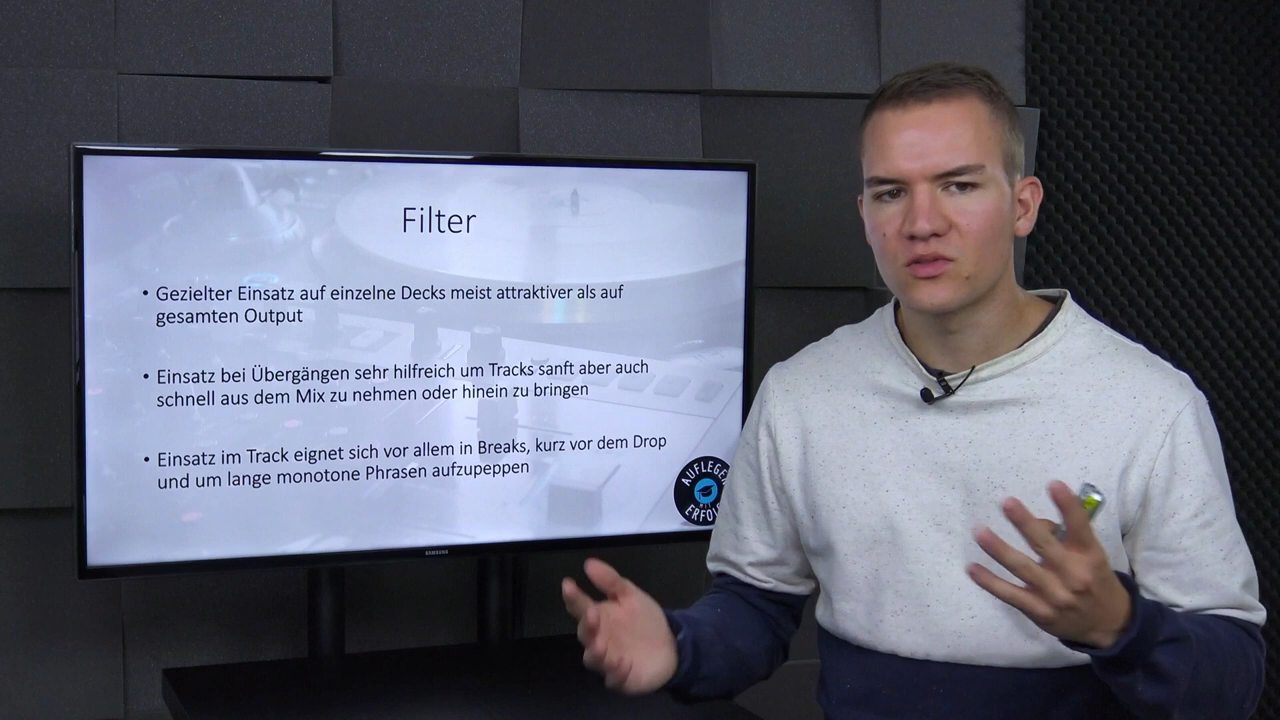 Filter
• Gezielter Einsatz auf einzelne Decks meist attraktiver als auf
gesamten Output
• Einsatz bei Übergängen sehr hilfreich um Tracks sanft aber auch
schnell aus dem Mix zu nehmen oder hinein zu bringen
• Einsatz im Track eignet sich vor allem in Breaks, kurz vor dem Drop
und um lange monotone Phrasen aufzupeppen
AUFLEGEN
ERFOLG
SAMSUNG